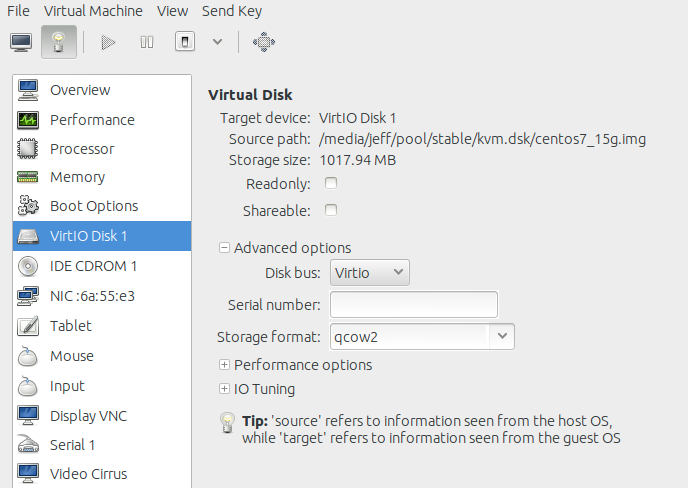 File Virtual Machine View Send Key
Overview
Performance
Processor
Memory
Boot Options
VirtIO Disk 1
IDE CDROM 1
NIC :6a:55:e3
Tablet
Mouse
Input
Display VNC
Serial 1
Video Cirrus
Virtual Disk
Target device: VirtIO Disk 1
Source path: /media/jeff/pool/stable/kvm.dsk/centos7_15g.img
Storage size: 1017.94 MB
Readonly:
Shareable:
Advanced options
Disk bus: Virtio
Serial number:
Storage format: qcow2
Performance options
IO Tuning
Tip: 'source' refers to information seen from the host OS,
while 'target' refers to information seen from the guest OS